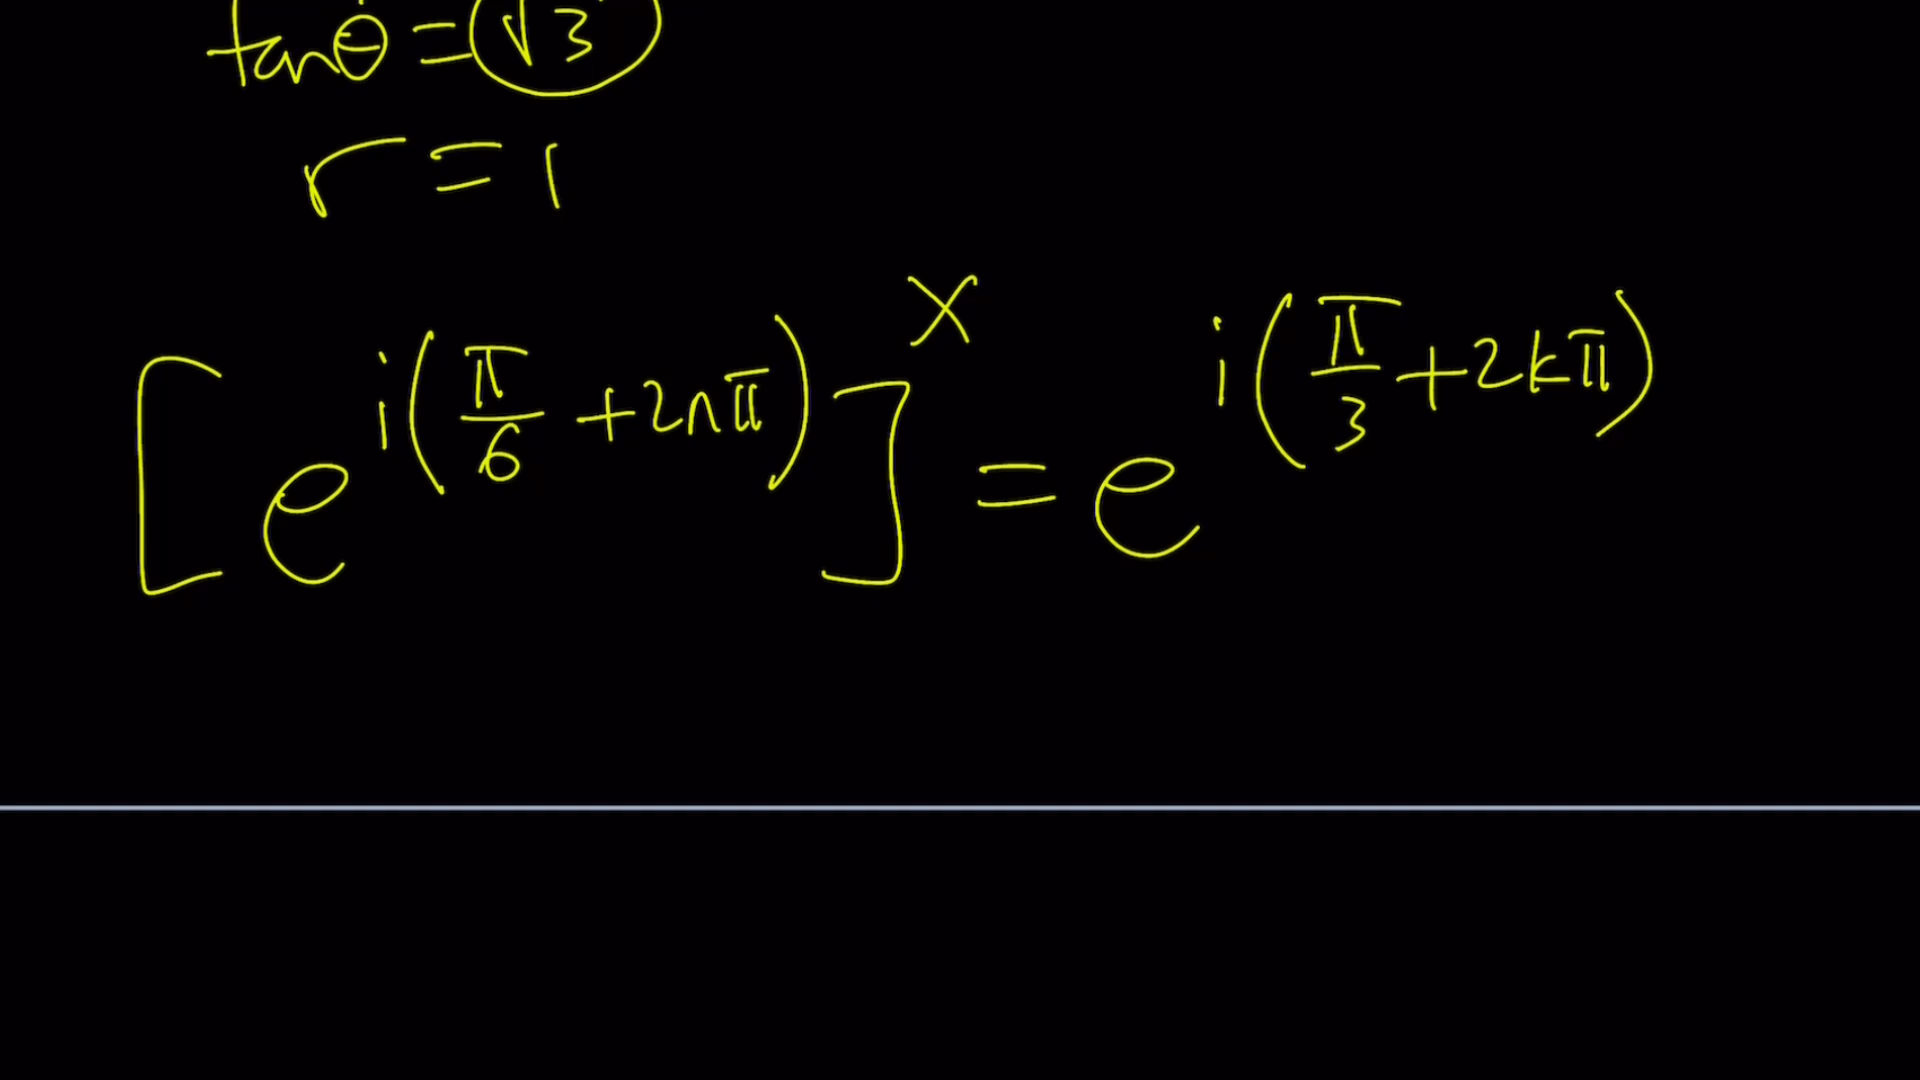 tanθ = √3
r = 1
[e^{i(π/6 + 2nπ)}]^x = e^{i(π/3 + 2kπ)}